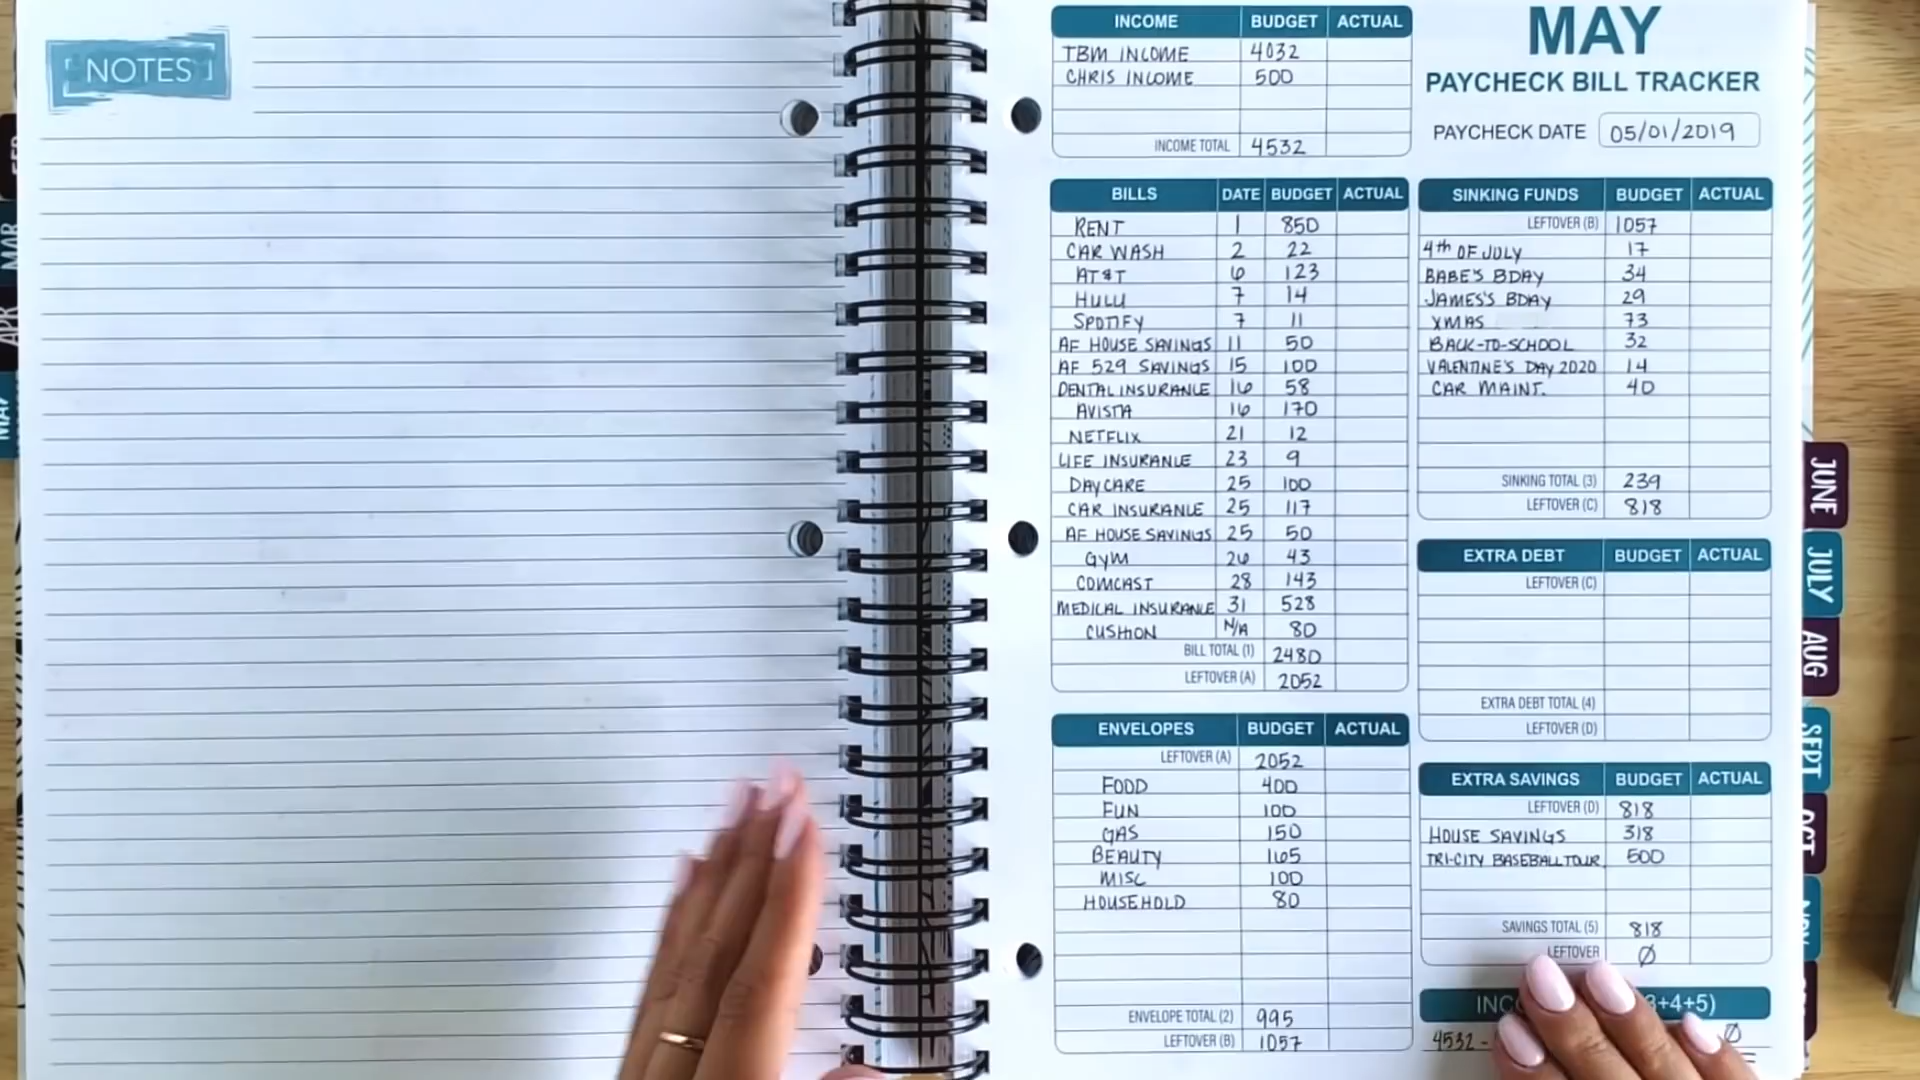 NOTES
INCOME BUDGET ACTUAL
TBM INCOME 4032
CHRIS INCOME 500
INCOME TOTAL 4532
MAY
PAYCHECK BILL TRACKER
PAYCHECK DATE 05/01/2019
BILLS DATE BUDGET ACTUAL
RENT 1 850
CAR WASH 2 22
AT&T 6 123
HULU 7 14
SPOTIFY 7 11
AF HOUSE SAVINGS 11 50
AF 529 SAVINGS 15 100
DENTAL INSURANCE 16 58
AVISTA 16 170
NETFLIX 21 12
LIFE INSURANCE 23 9
DAYCARE 25 100
CAR INSURANCE 25 117
AF HOUSE SAVINGS 25 50
GYM 26 43
COMCAST 28 143
MEDICAL INSURANCE 31 528
CUSHION N/A 80
BILL TOTAL (1) 2480
LEFTOVER (A) 2052
ENVELOPES BUDGET ACTUAL
LEFTOVER (A) 2052
FOOD 400
FUN 100
GAS 150
BEAUTY 165
MISC 100
HOUSEHOLD 80
ENVELOPE TOTAL (2) 995
LEFTOVER (B) 1057
SINKING FUNDS BUDGET ACTUAL
LEFTOVER (B) 1057
4th OF JULY 17
BABE'S BDAY 34
JAMES'S BDAY 29
XMAS 73
BACK-TO-SCHOOL 32
VALENTINE'S DAY 2020 14
CAR MAINT. 40
SINKING TOTAL (3) 239
LEFTOVER (C) 818
EXTRA DEBT BUDGET ACTUAL
LEFTOVER (C)
EXTRA DEBT TOTAL (4)
LEFTOVER (D)
EXTRA SAVINGS BUDGET ACTUAL
LEFTOVER (D) 818
HOUSE SAVINGS 318
TRI-CITY BASEBALL TOUR 500
SAVINGS TOTAL (5) 818
LEFTOVER Ø
+4+5)
4532 - Ø
MAR
APR
MAY
JUNE
JULY
AUG
SEPT
OCT
NOV